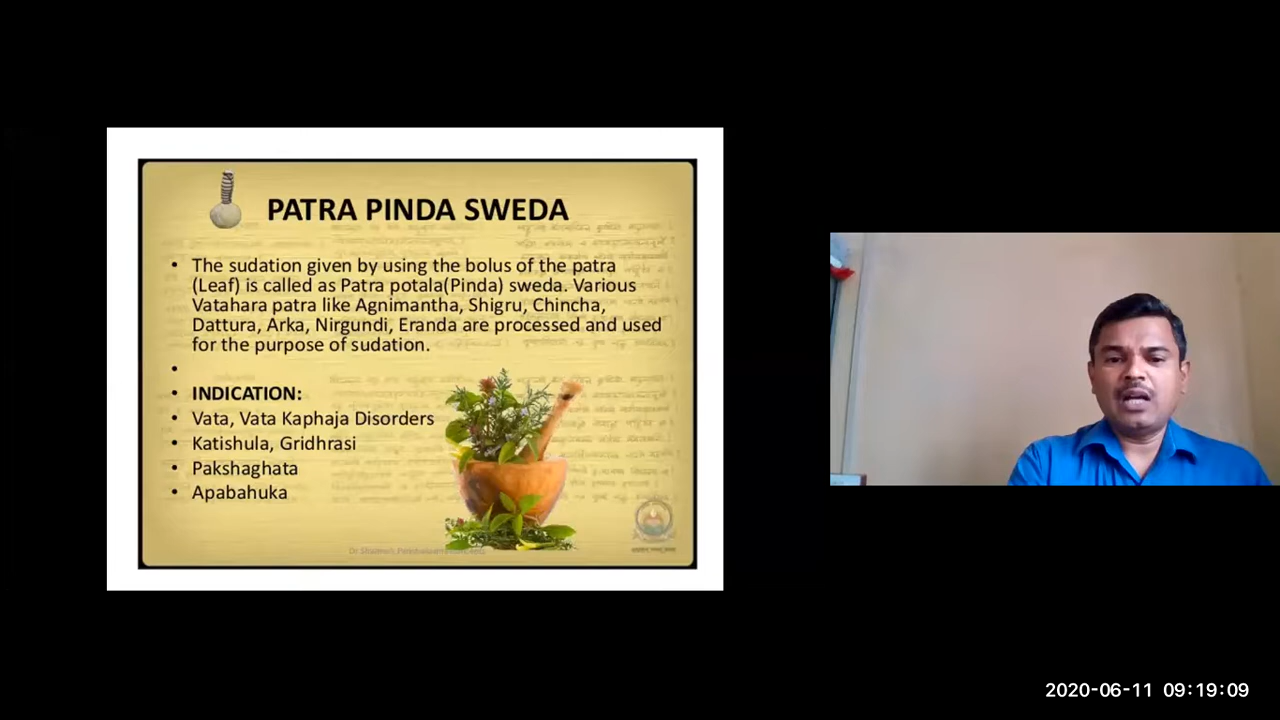 PATRA PINDA SWEDA
• The sudation given by using the bolus of the patra
(Leaf) is called as Patra potala(Pinda) sweda. Various
Vatahara patra like Agnimantha, Shigru, Chincha,
Dattura, Arka, Nirgundi, Eranda are processed and used
for the purpose of sudation.
•
• INDICATION:
• Vata, Vata Kaphaja Disorders
• Katishula, Gridhrasi
• Pakshaghata
• Apabahuka
2020-06-11 09:19:09